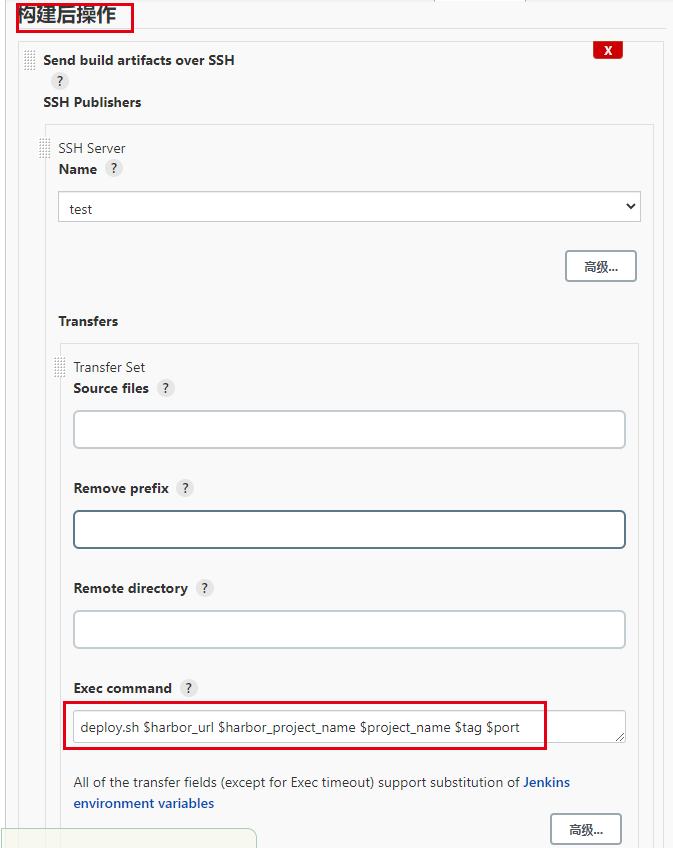 构建后操作
X
Send build artifacts over SSH
?
SSH Publishers
SSH Server
Name ?
test
高级...
Transfers
Transfer Set
Source files ?
Remove prefix ?
Remote directory ?
Exec command ?
deploy.sh $harbor_url $harbor_project_name $project_name $tag $port
All of the transfer fields (except for Exec timeout) support substitution of Jenkins
environment variables
高级...